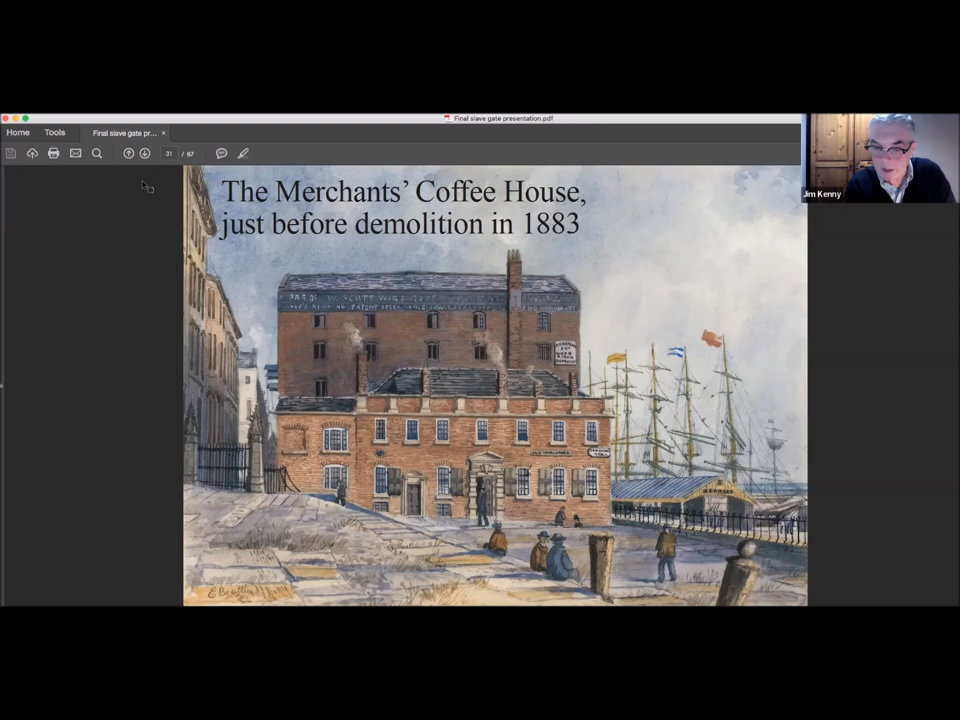 Final slave gate presentation.pdf
Home Tools Final slave gate pr... ×
31 / 67
Jim Kenny
The Merchants’ Coffee House,
just before demolition in 1883